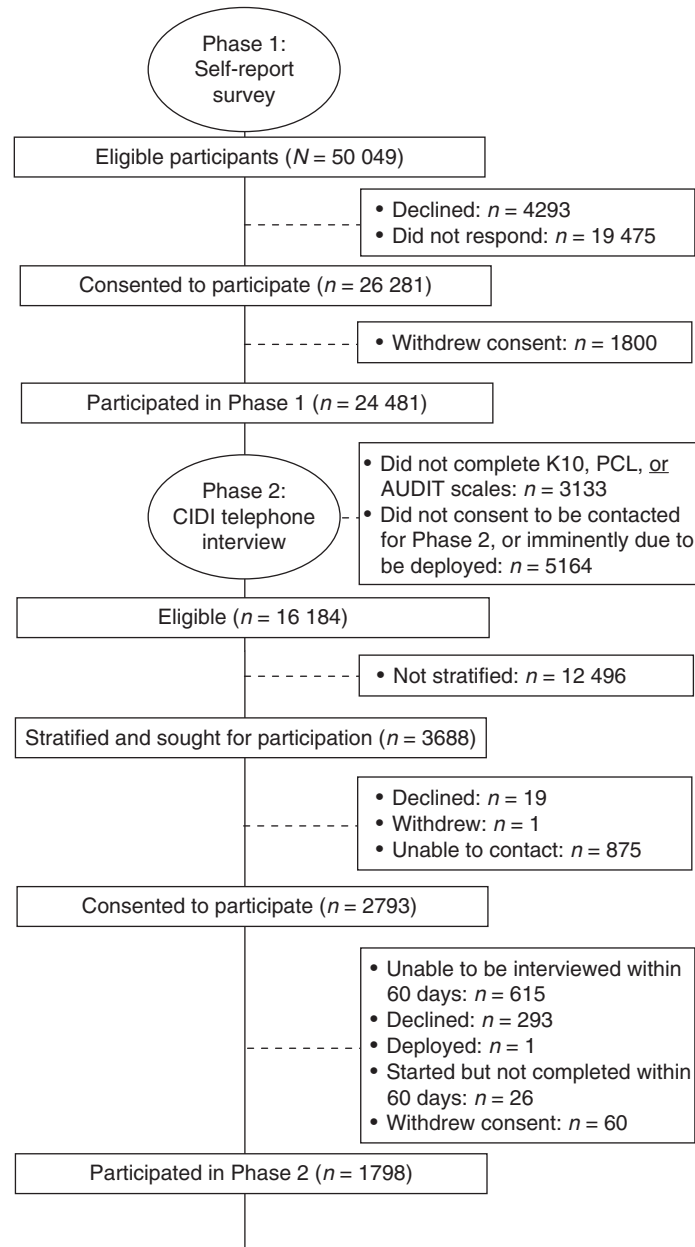 Phase 1:
Self-report
survey
Eligible participants (N = 50 049)
• Declined: n = 4293
• Did not respond: n = 19 475
Consented to participate (n = 26 281)
• Withdrew consent: n = 1800
Participated in Phase 1 (n = 24 481)
Phase 2:
CIDI telephone
interview
• Did not complete K10, PCL, or
AUDIT scales: n = 3133
• Did not consent to be contacted
for Phase 2, or imminently due to
be deployed: n = 5164
Eligible (n = 16 184)
• Not stratified: n = 12 496
Stratified and sought for participation (n = 3688)
• Declined: n = 19
• Withdrew: n = 1
• Unable to contact: n = 875
Consented to participate (n = 2793)
• Unable to be interviewed within
60 days: n = 615
• Declined: n = 293
• Deployed: n = 1
• Started but not completed within
60 days: n = 26
• Withdrew consent: n = 60
Participated in Phase 2 (n = 1798)